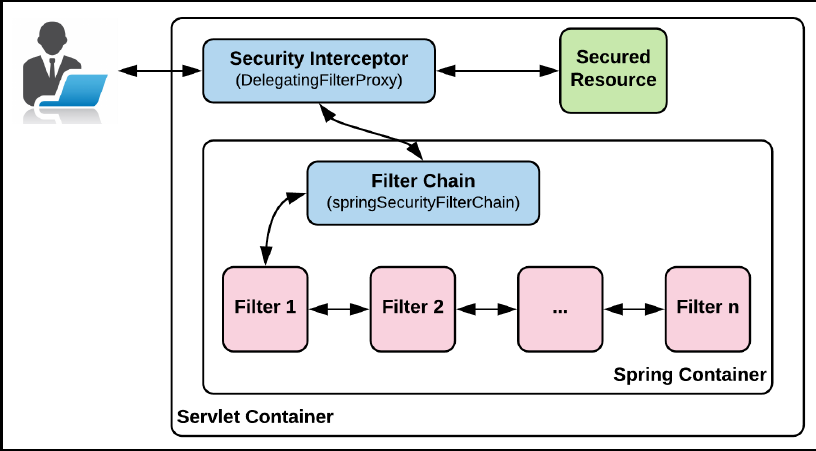 Security Interceptor
(DelegatingFilterProxy)
Secured
Resource
Filter Chain
(springSecurityFilterChain)
Filter 1
Filter 2
...
Filter n
Spring Container
Servlet Container